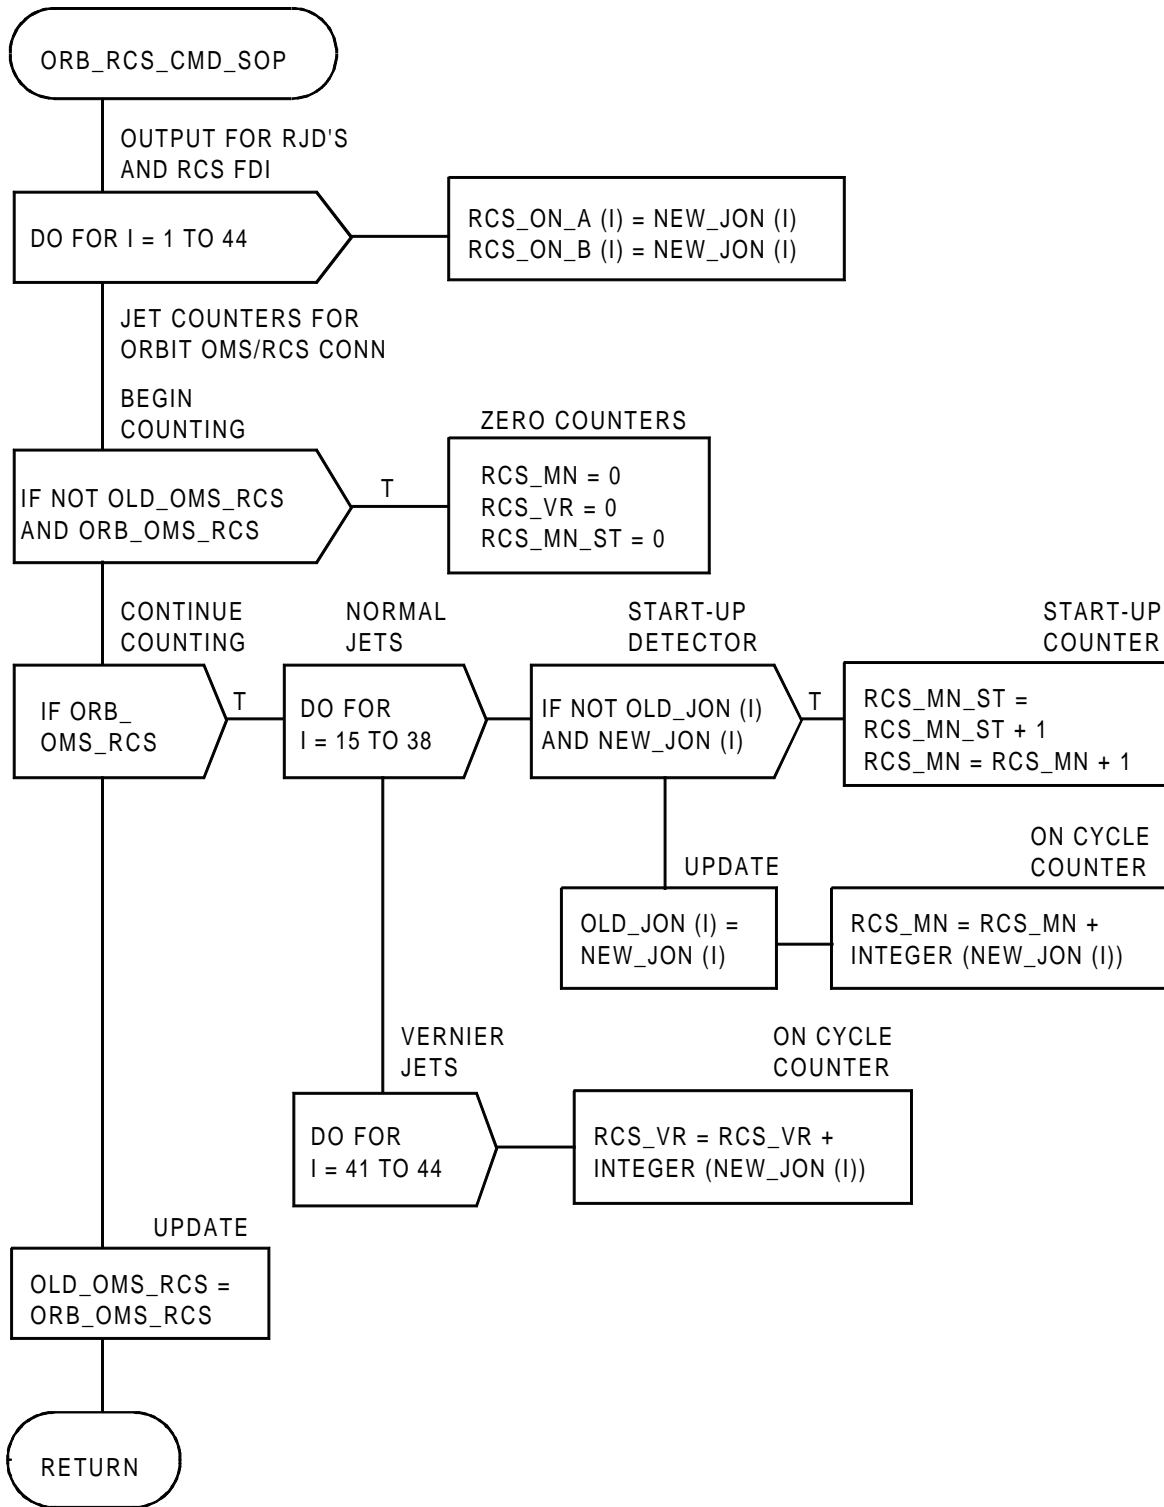 ORB_RCS_CMD_SOP
OUTPUT FOR RJD'S
AND RCS FDI
DO FOR I = 1 TO 44
RCS_ON_A (I) = NEW_JON (I)
RCS_ON_B (I) = NEW_JON (I)
JET COUNTERS FOR
ORBIT OMS/RCS CONN
BEGIN
COUNTING
IF NOT OLD_OMS_RCS
AND ORB_OMS_RCS
T
ZERO COUNTERS
RCS_MN = 0
RCS_VR = 0
RCS_MN_ST = 0
CONTINUE
COUNTING
IF ORB_
OMS_RCS
T
NORMAL
JETS
DO FOR
I = 15 TO 38
START-UP
DETECTOR
IF NOT OLD_JON (I)
AND NEW_JON (I)
T
START-UP
COUNTER
RCS_MN_ST =
RCS_MN_ST + 1
RCS_MN = RCS_MN + 1
UPDATE
OLD_JON (I) =
NEW_JON (I)
ON CYCLE
COUNTER
RCS_MN = RCS_MN +
INTEGER (NEW_JON (I))
VERNIER
JETS
DO FOR
I = 41 TO 44
ON CYCLE
COUNTER
RCS_VR = RCS_VR +
INTEGER (NEW_JON (I))
UPDATE
OLD_OMS_RCS =
ORB_OMS_RCS
RETURN